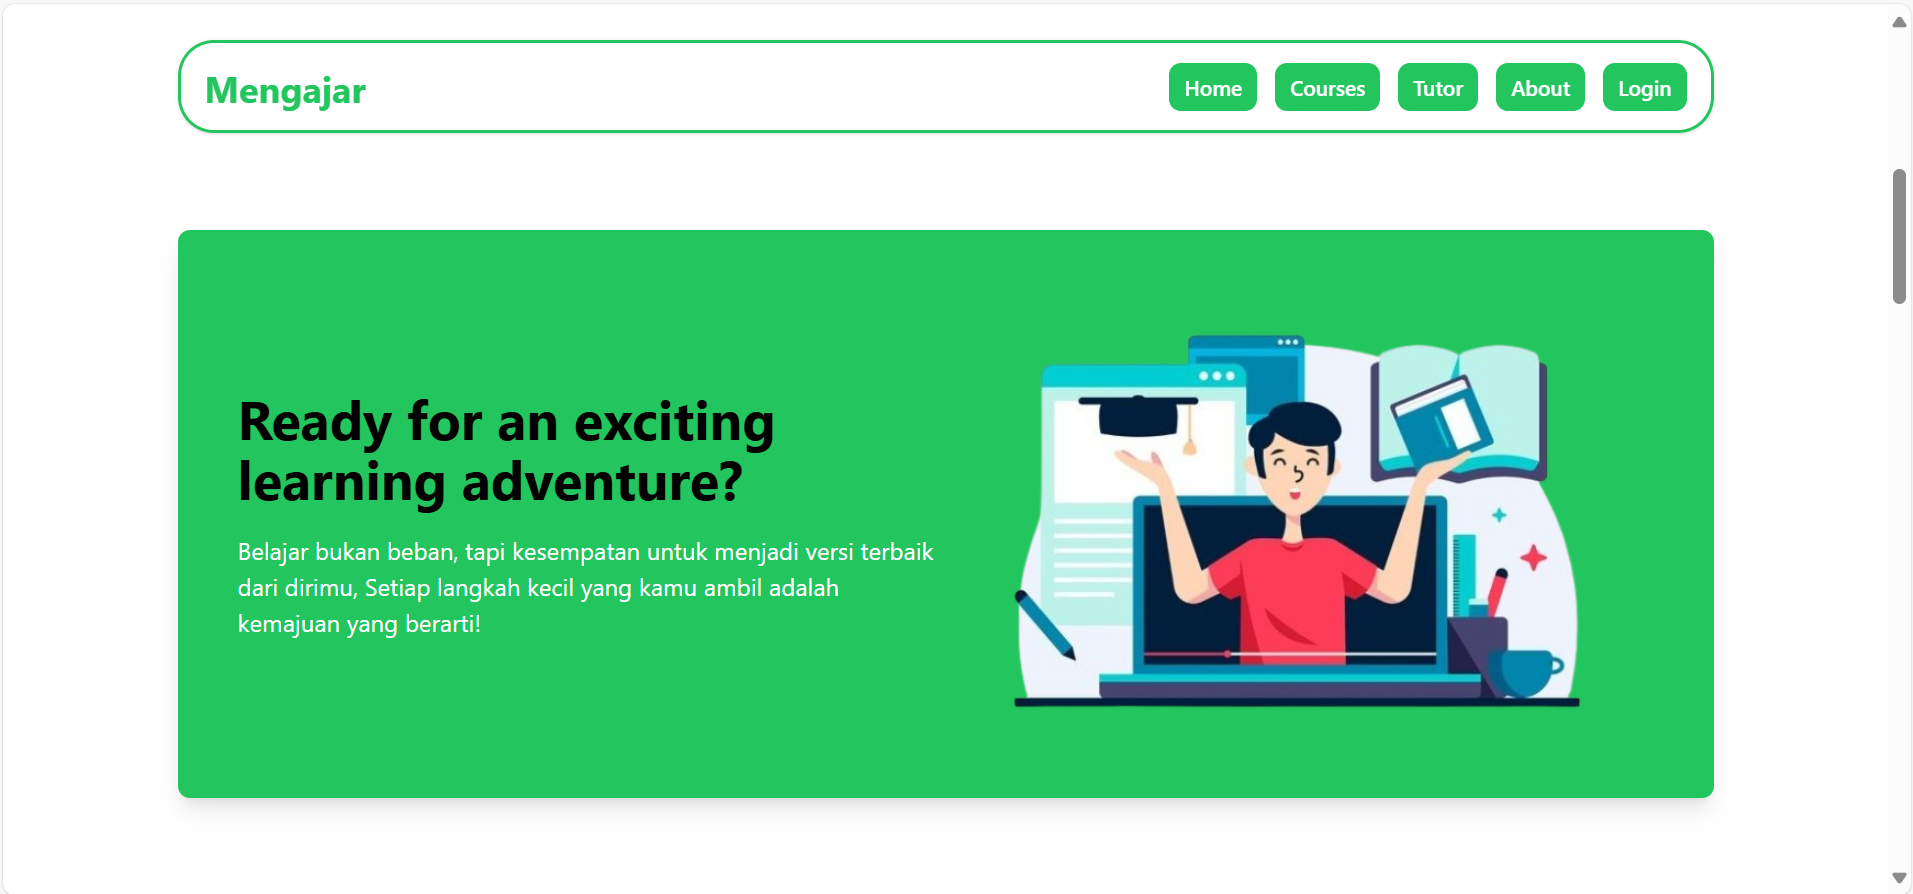 Mengajar
Home Courses Tutor About Login
Ready for an exciting
learning adventure?
Belajar bukan beban, tapi kesempatan untuk menjadi versi terbaik
dari dirimu, Setiap langkah kecil yang kamu ambil adalah
kemajuan yang berarti!